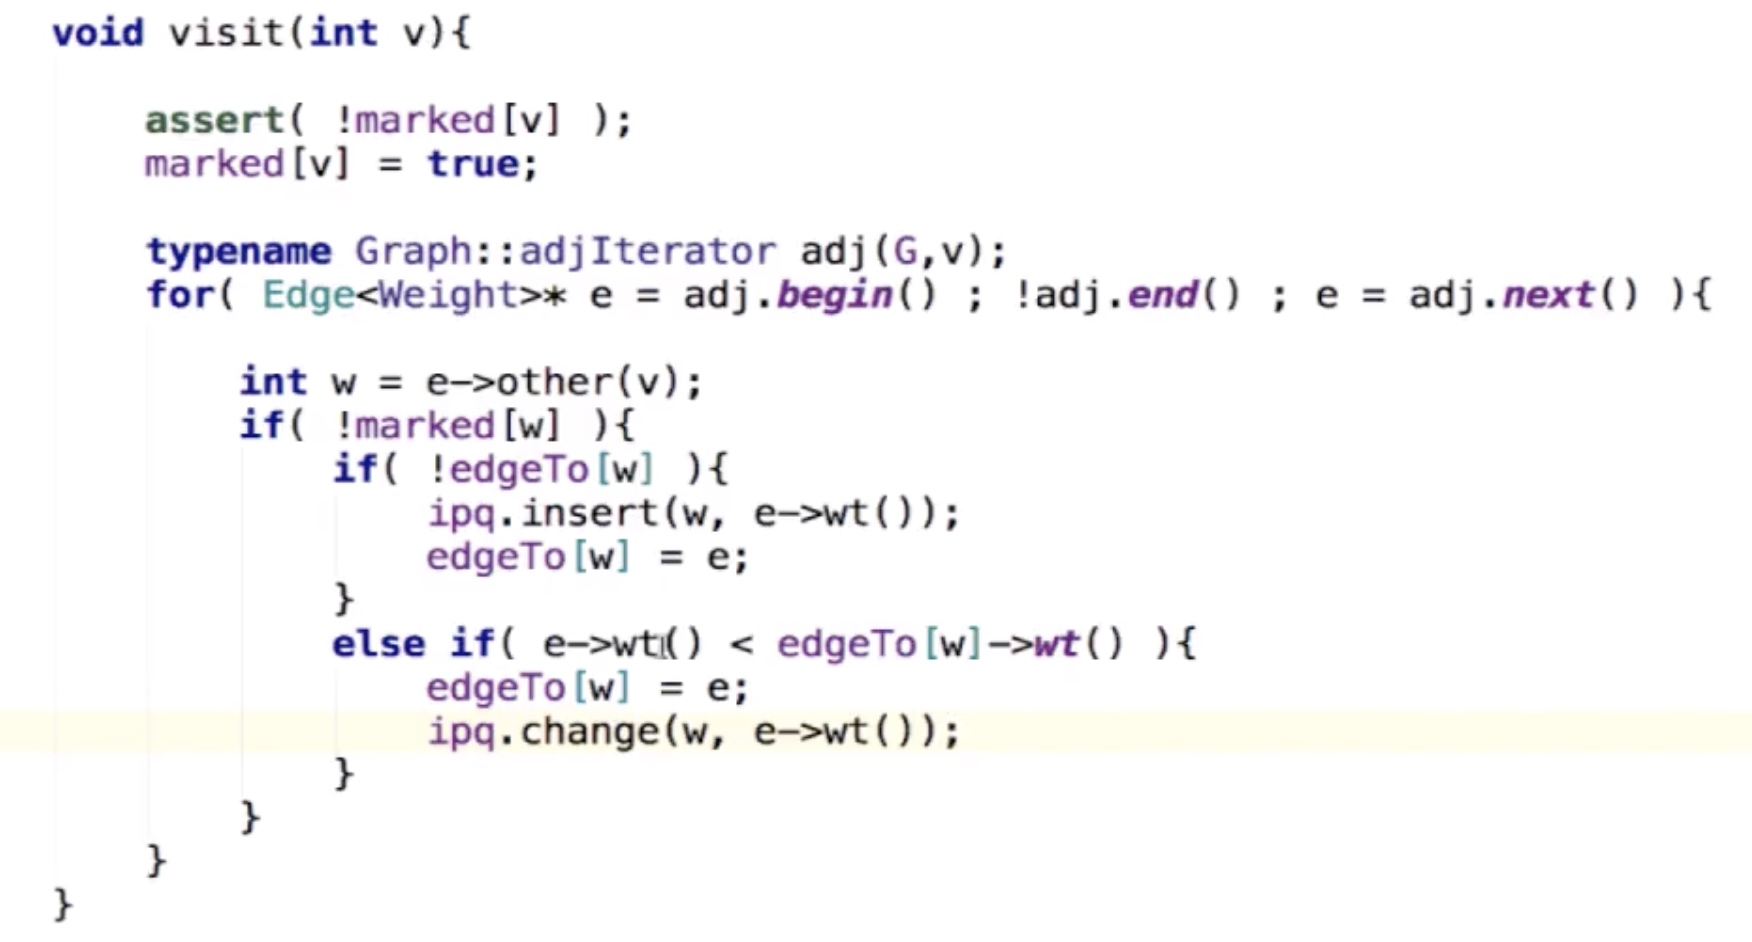 void visit(int v){
assert( !marked[v] );
marked[v] = true;
typename Graph::adjIterator adj(G,v);
for( Edge<Weight>* e = adj.begin() ; !adj.end() ; e = adj.next() ){
int w = e->other(v);
if( !marked[w] ){
if( !edgeTo[w] ){
ipq.insert(w, e->wt());
edgeTo[w] = e;
}
else if( e->wt() < edgeTo[w]->wt() ){
edgeTo[w] = e;
ipq.change(w, e->wt());
}
}
}
}